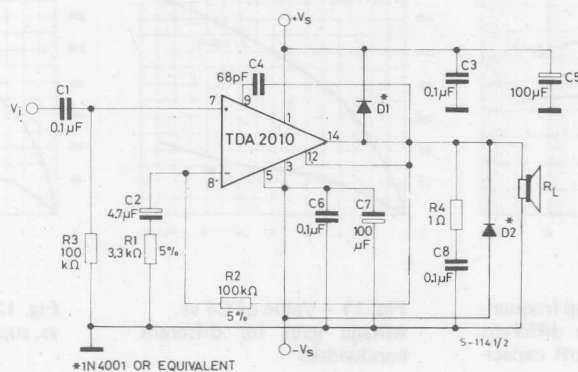 +Vs
C4
68pF
C3
0.1µF
C5
100µF
* D1
C1
0.1µF
Vi
7
9
1
+
TDA 2010
14
12
3
5
8
-
C2
4.7µF
R1
3.3kΩ
5%
C6
0.1µF
C7
100
µF
R4
1Ω
RL
* D2
R3
100
kΩ
R2
100kΩ
5%
C8
0.1µF
S-1141/2
-Vs
*1N4001 OR EQUIVALENT